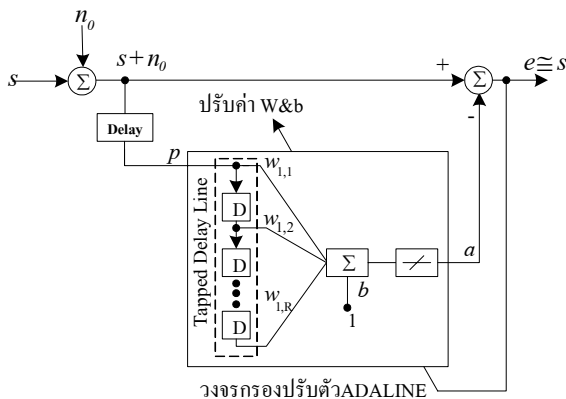 n₀
s
Σ
s+n₀
+
Σ
e≅s
-
Delay
ปรับค่า W&b
p
w₁,₁
Tapped Delay Line
D
w₁,₂
D
w₁,R
D
Σ
b
1
a
วงจรกรองปรับตัวADALINE